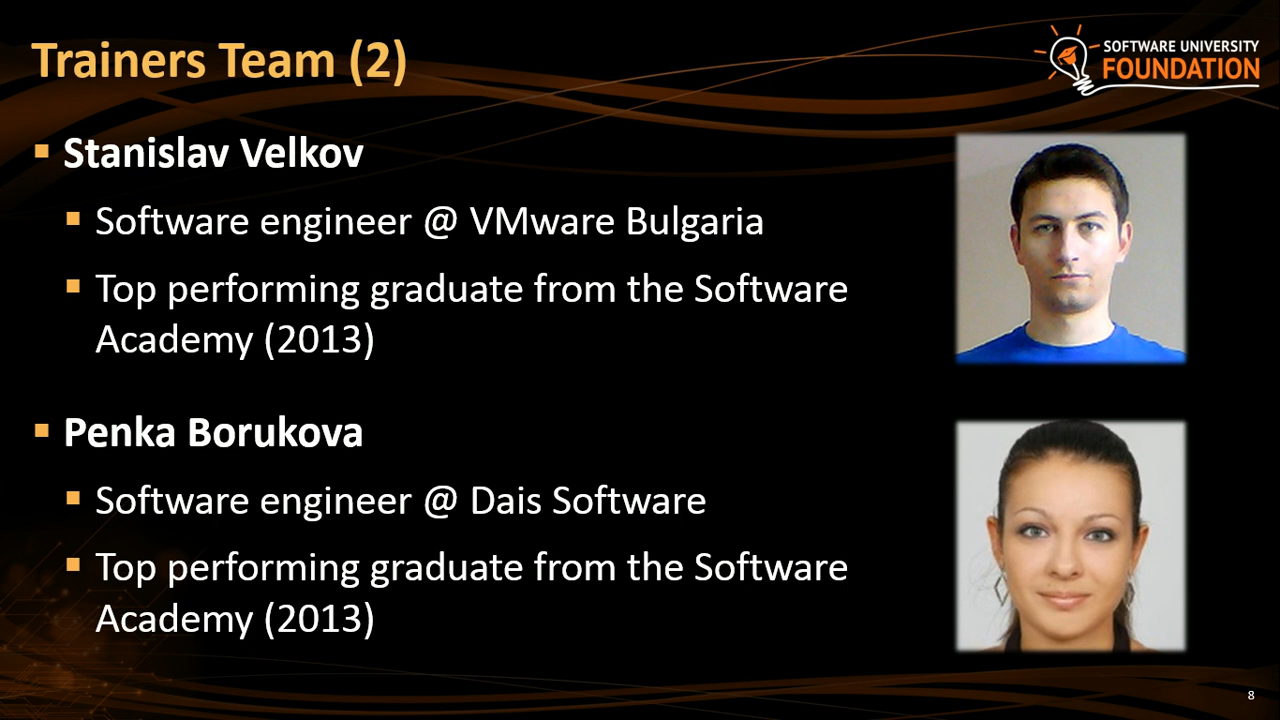 Trainers Team (2)
SOFTWARE UNIVERSITY
FOUNDATION
Stanislav Velkov
Software engineer @ VMware Bulgaria
Top performing graduate from the Software
Academy (2013)
Penka Borukova
Software engineer @ Dais Software
Top performing graduate from the Software
Academy (2013)
8